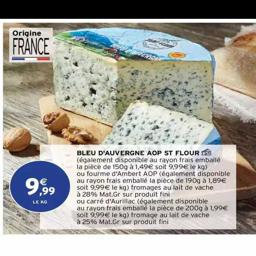 Origine
FRANCE
BLEU D'AUVERGNE AOP ST FLOUR
(également disponible au rayon frais emballé
la pièce de 150g à 1,49€ soit 9,99€ le kg)
ou fourme d'Ambert AOP (également disponible
au rayon frais emballé la pièce de 190g à 1,89€
soit 9,99€ le kg) fromages au lait de vache
à 28% Mat.Gr sur produit fini
ou carré d'Aurillac (également disponible
au rayon frais emballé la pièce de 200g à 1,99€
soit 9,99€ le kg) fromage au lait de vache
à 25% Mat.Gr sur produit fini
9€,99
LE KG